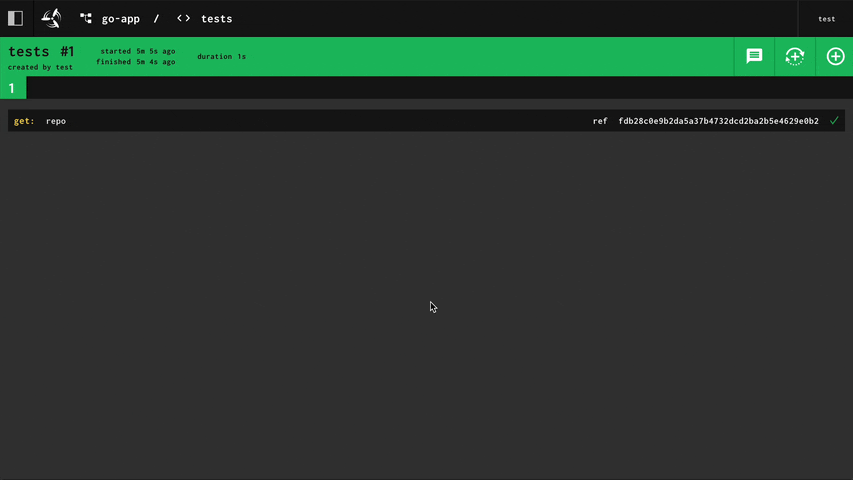 go-app / <> tests
test
tests #1
started 5m 5s ago
finished 5m 4s ago
duration 1s
created by test
1
get: repo ref fdb28c0e9b2da5a37b4732dcd2ba2b5e4629e0b2